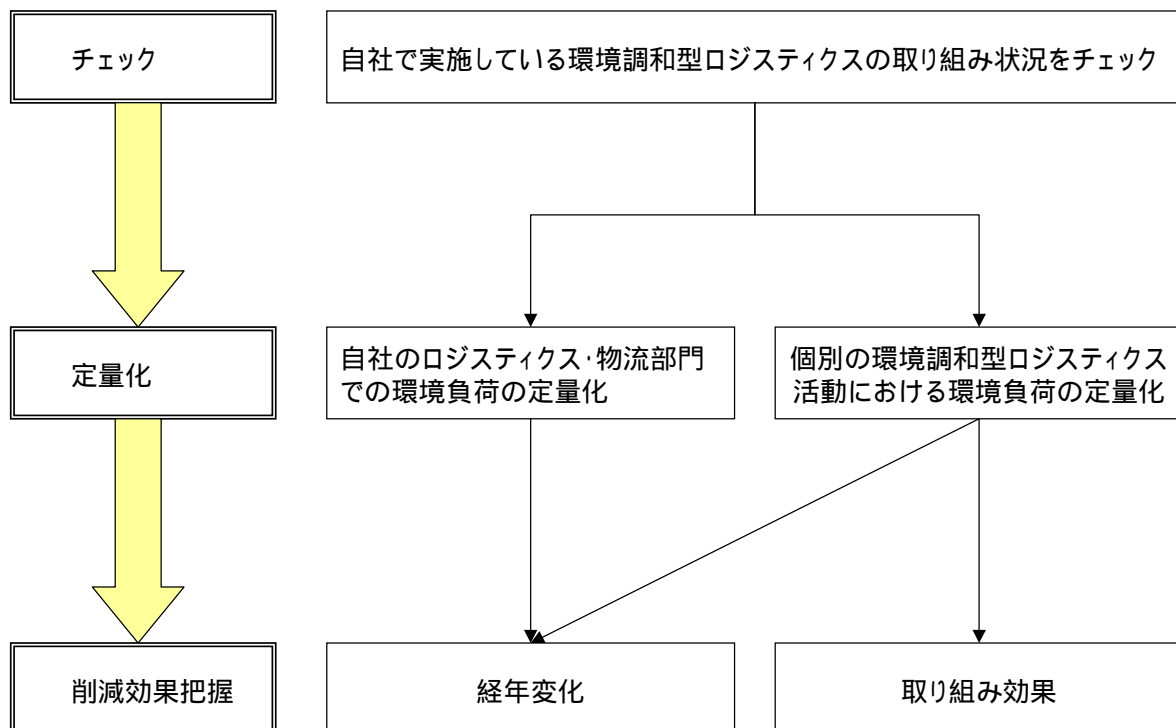 チェック
自社で実施している環境調和型ロジスティクスの取り組み状況をチェック
定量化
自社のロジスティクス・物流部門
での環境負荷の定量化
個別の環境調和型ロジスティクス
活動における環境負荷の定量化
削減効果把握
経年変化
取り組み効果